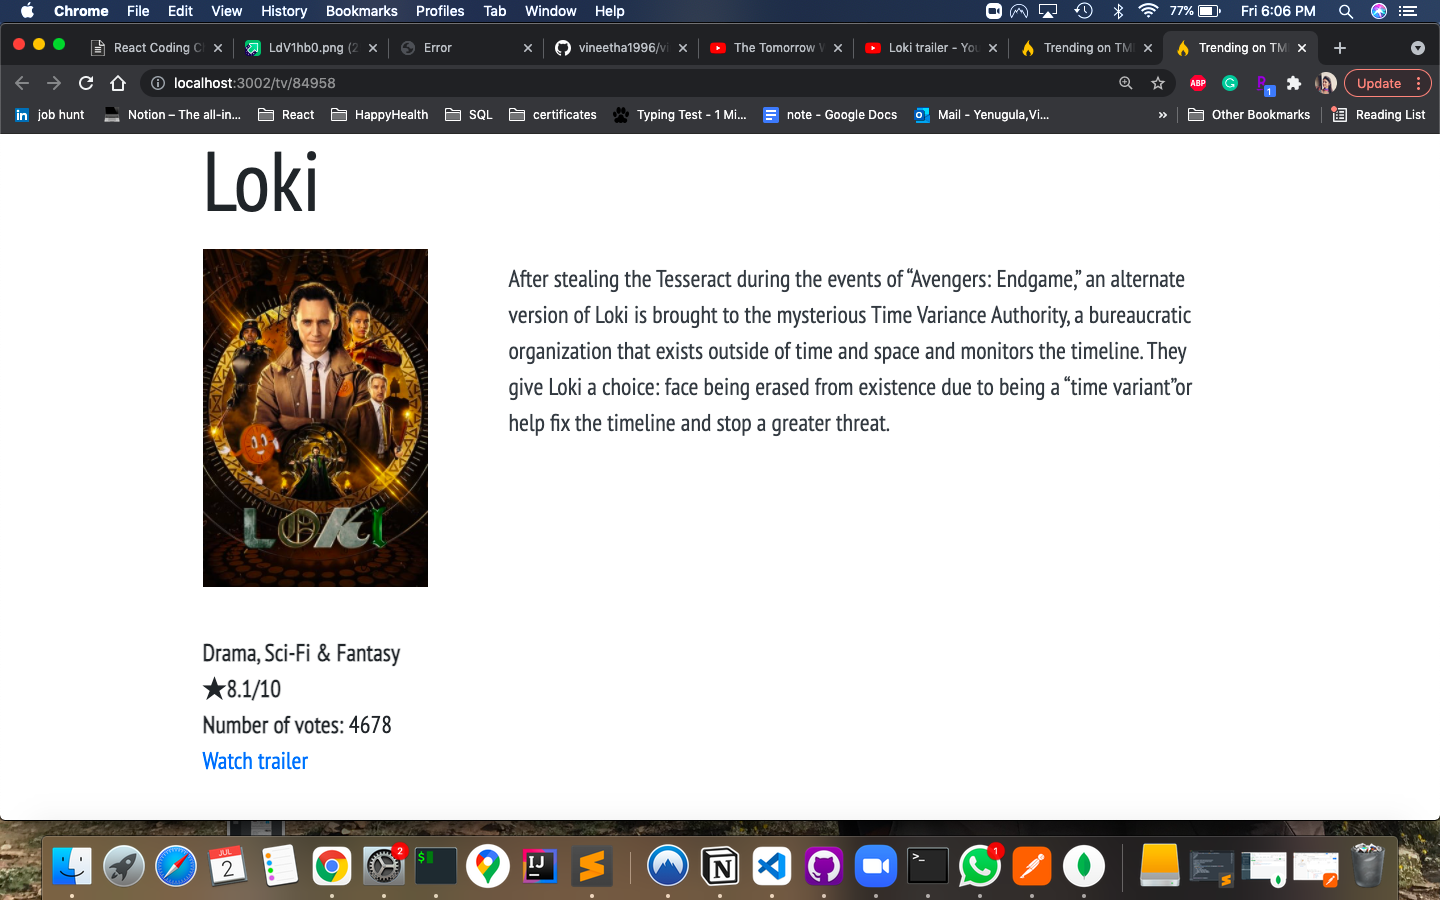 Chrome File Edit View History Bookmarks Profiles Tab Window Help 77% Fri 6:06 PM
React Coding C LdV1hb0.png (2 Error vineetha1996/vi The Tomorrow W Loki trailer - You Trending on TM Trending on TM
localhost:3002/tv/84958 ABP 1 Update
job hunt Notion – The all-in... React HappyHealth SQL certificates Typing Test - 1 Mi... note - Google Docs Mail - Yenugula,Vi... » Other Bookmarks Reading List
Loki
After stealing the Tesseract during the events of “Avengers: Endgame,” an alternate
version of Loki is brought to the mysterious Time Variance Authority, a bureaucratic
organization that exists outside of time and space and monitors the timeline. They
give Loki a choice: face being erased from existence due to being a “time variant”or
help fix the timeline and stop a greater threat.
LOKI
Drama, Sci-Fi & Fantasy
★8.1/10
Number of votes: 4678
Watch trailer
JUL
2
2
$
IJ
N
>_
1